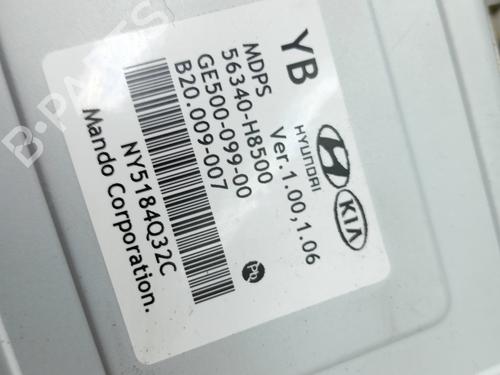 YB
HYUNDAI
KIA
MDPS
Ver.1.00,1.06
56340-H8500
GE500-099-00
B20.009-007
Pb
NY5184Q32C
Mando Corporation.
B-PARTS